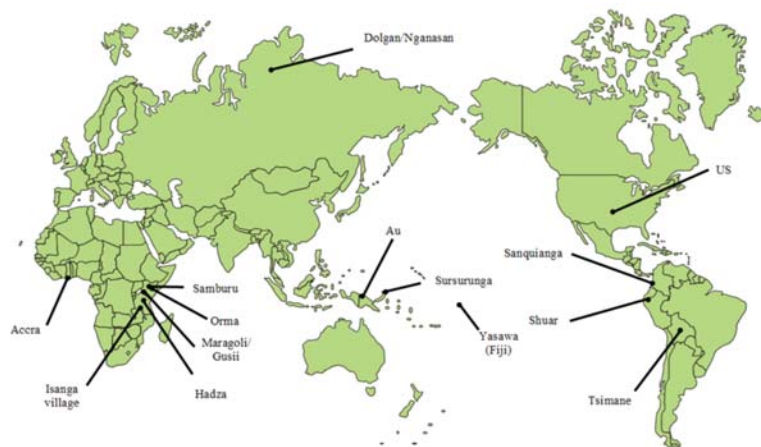 Dolgan/Nganasan
US
Au
Sanquianga
Samburu
Sursurunga
Orma
Shuar
Accra
Maragoli/
Gusii
Yasawa
(Fiji)
Isanga
village
Hadza
Tsimane